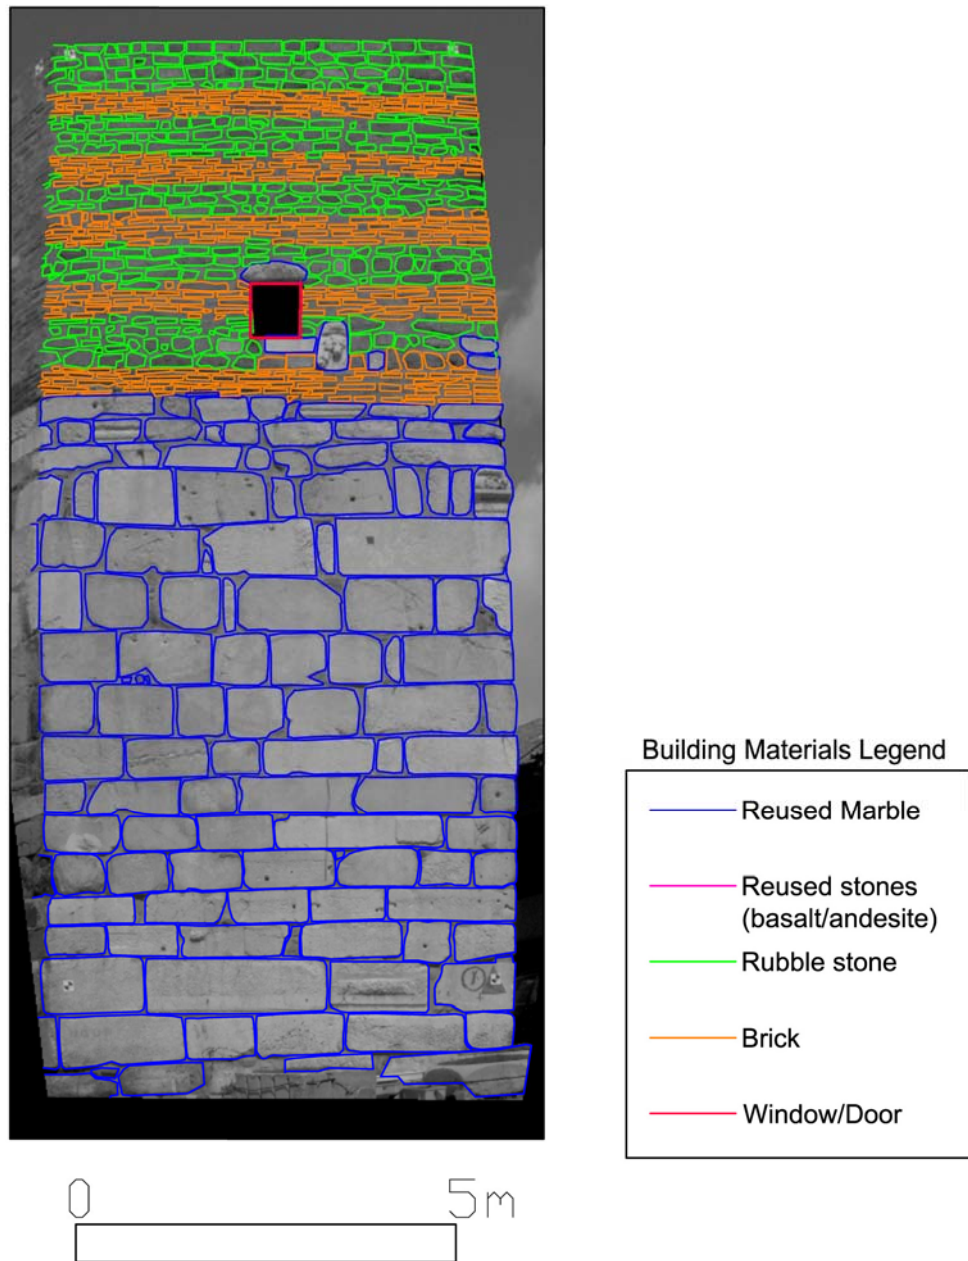 0 5m
Building Materials Legend
Reused Marble
Reused stones
(basalt/andesite)
Rubble stone
Brick
Window/Door